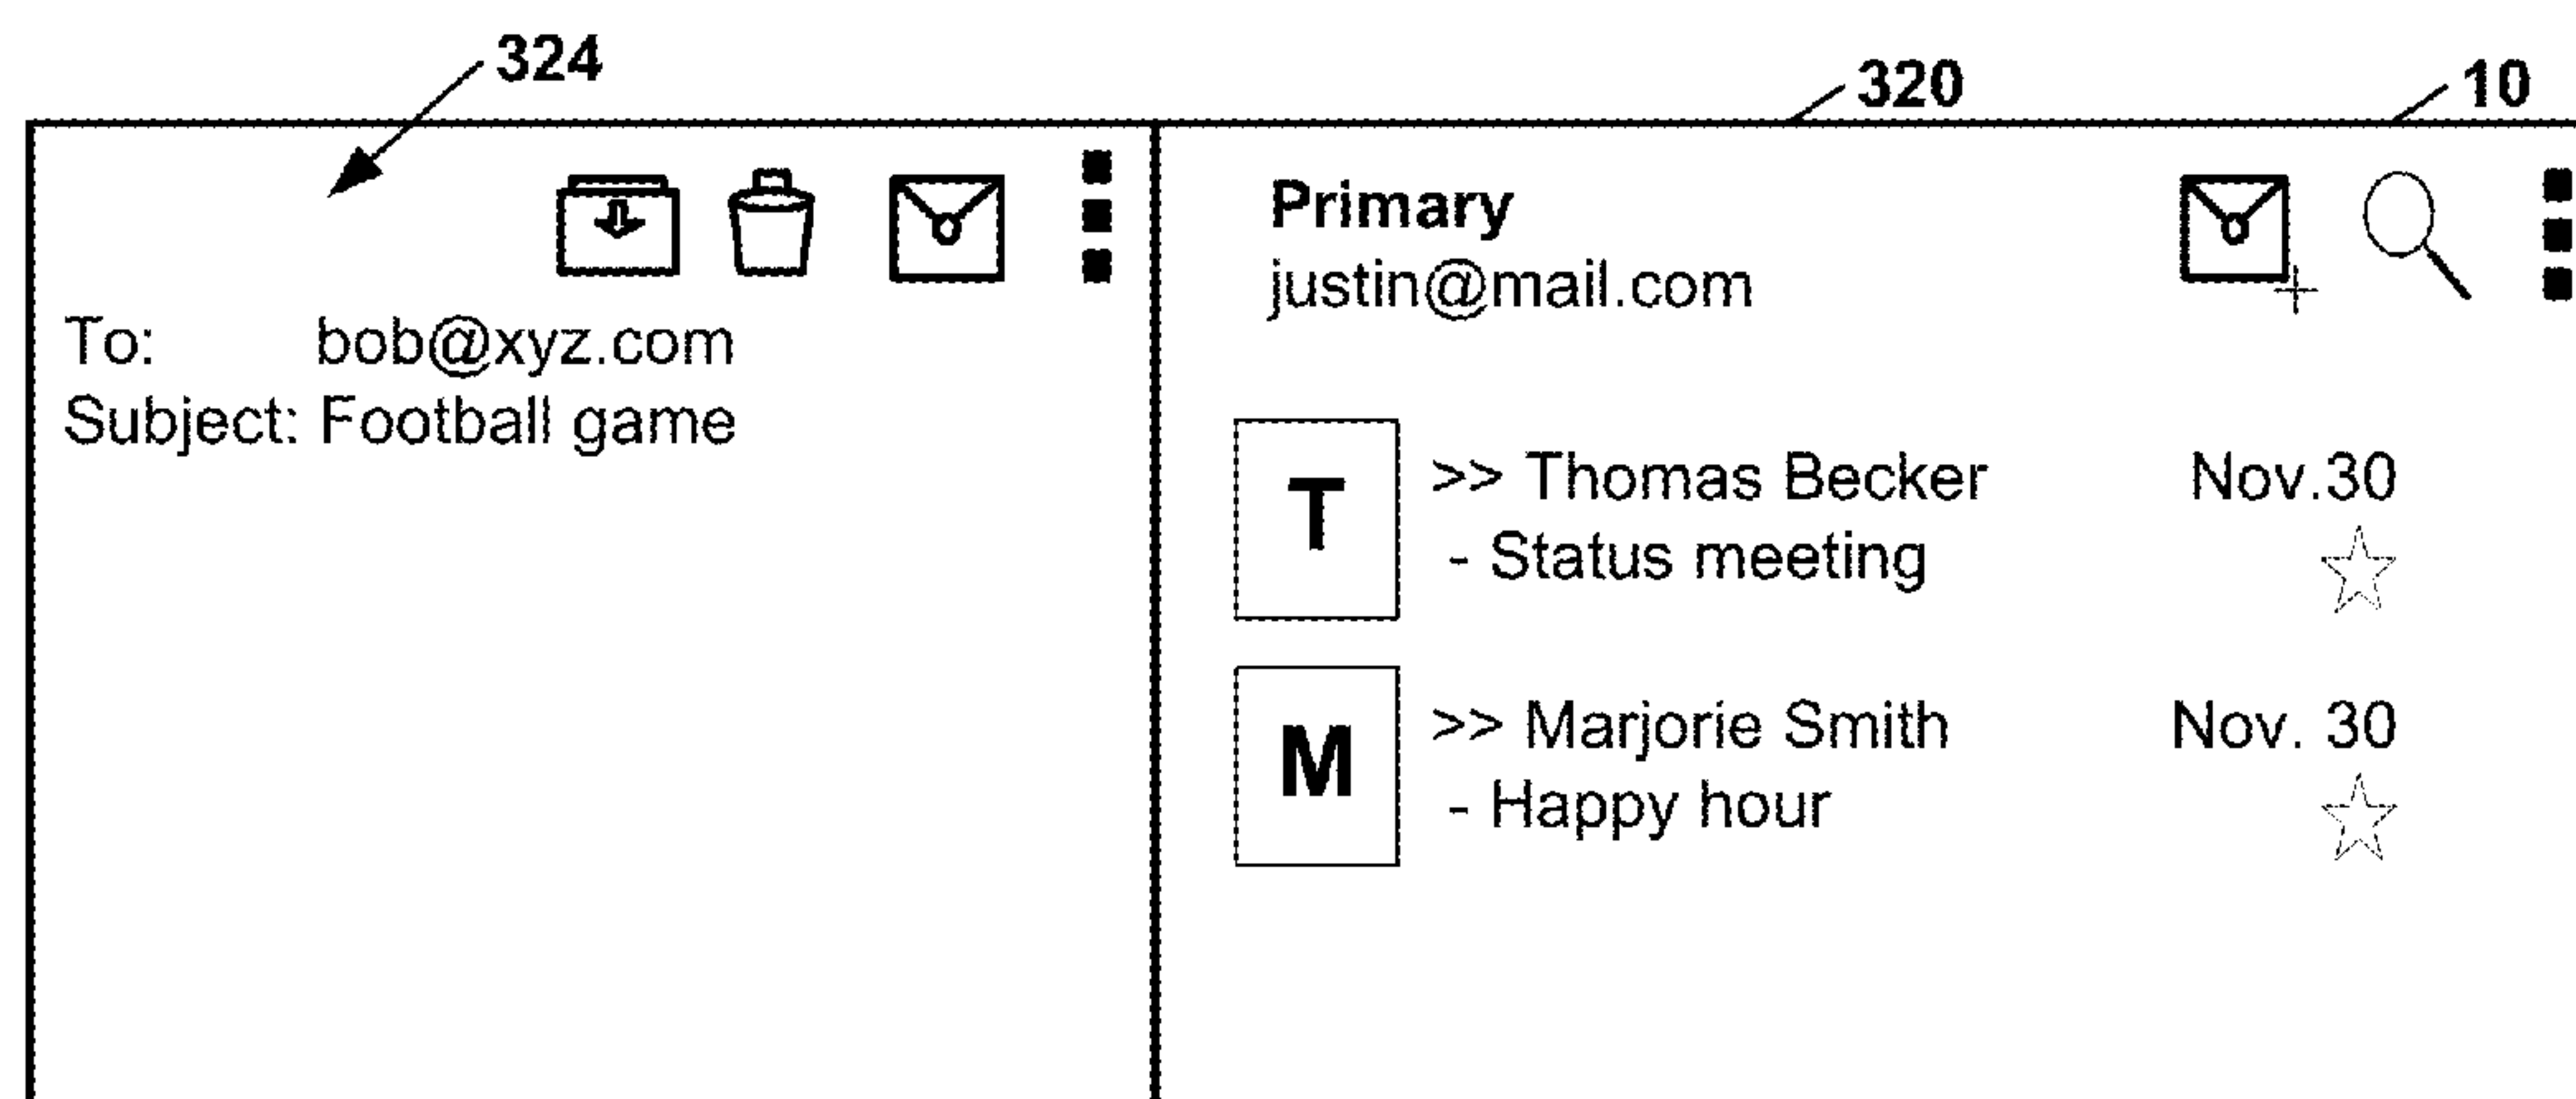 324
320
10
To: bob@xyz.com
Subject: Football game
Primary
justin@mail.com
T
>> Thomas Becker Nov.30
- Status meeting
M
>> Marjorie Smith Nov. 30
- Happy hour